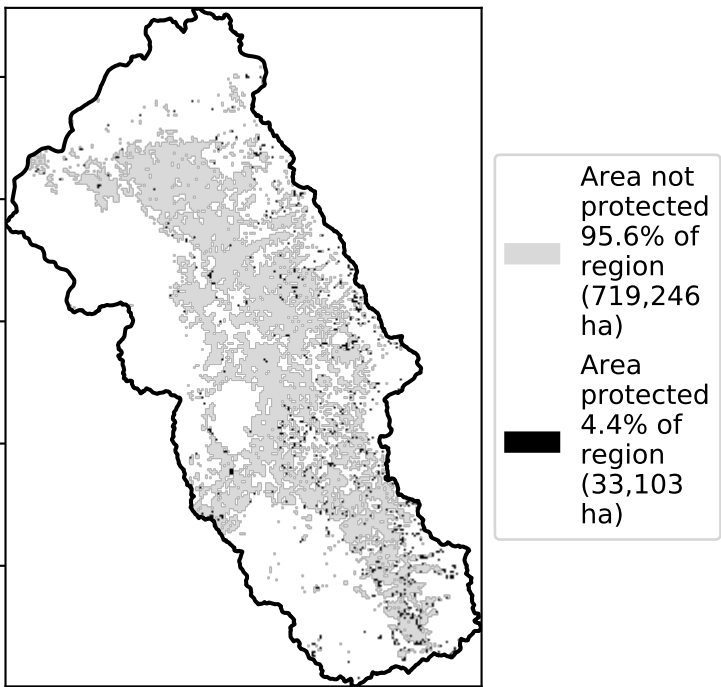 Area not
protected
95.6% of
region
(719,246
ha)
Area
protected
4.4% of
region
(33,103
ha)